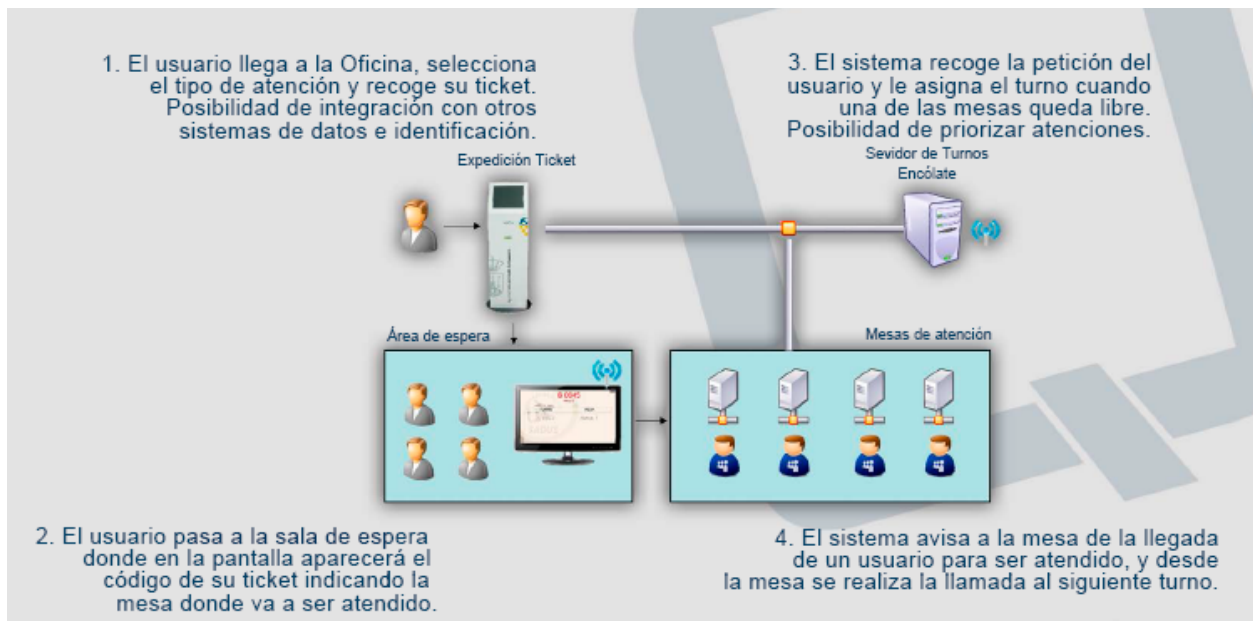 1. El usuario llega a la Oficina, selecciona
el tipo de atención y recoge su ticket.
Posibilidad de integración con otros
sistemas de datos e identificación.
3. El sistema recoge la petición del
usuario y le asigna el turno cuando
una de las mesas queda libre.
Posibilidad de priorizar atenciones.
Expedición Ticket
Sevidor de Turnos
Encólate
Área de espera
Mesas de atención
2. El usuario pasa a la sala de espera
donde en la pantalla aparecerá el
código de su ticket indicando la
mesa donde va a ser atendido.
4. El sistema avisa a la mesa de la llegada
de un usuario para ser atendido, y desde
la mesa se realiza la llamada al siguiente turno.